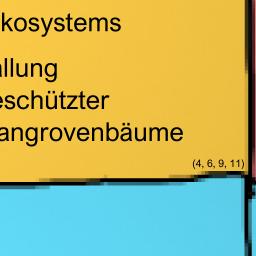 kosystems
allung
eschützter
angrovenbäume
(4, 6, 9, 11)